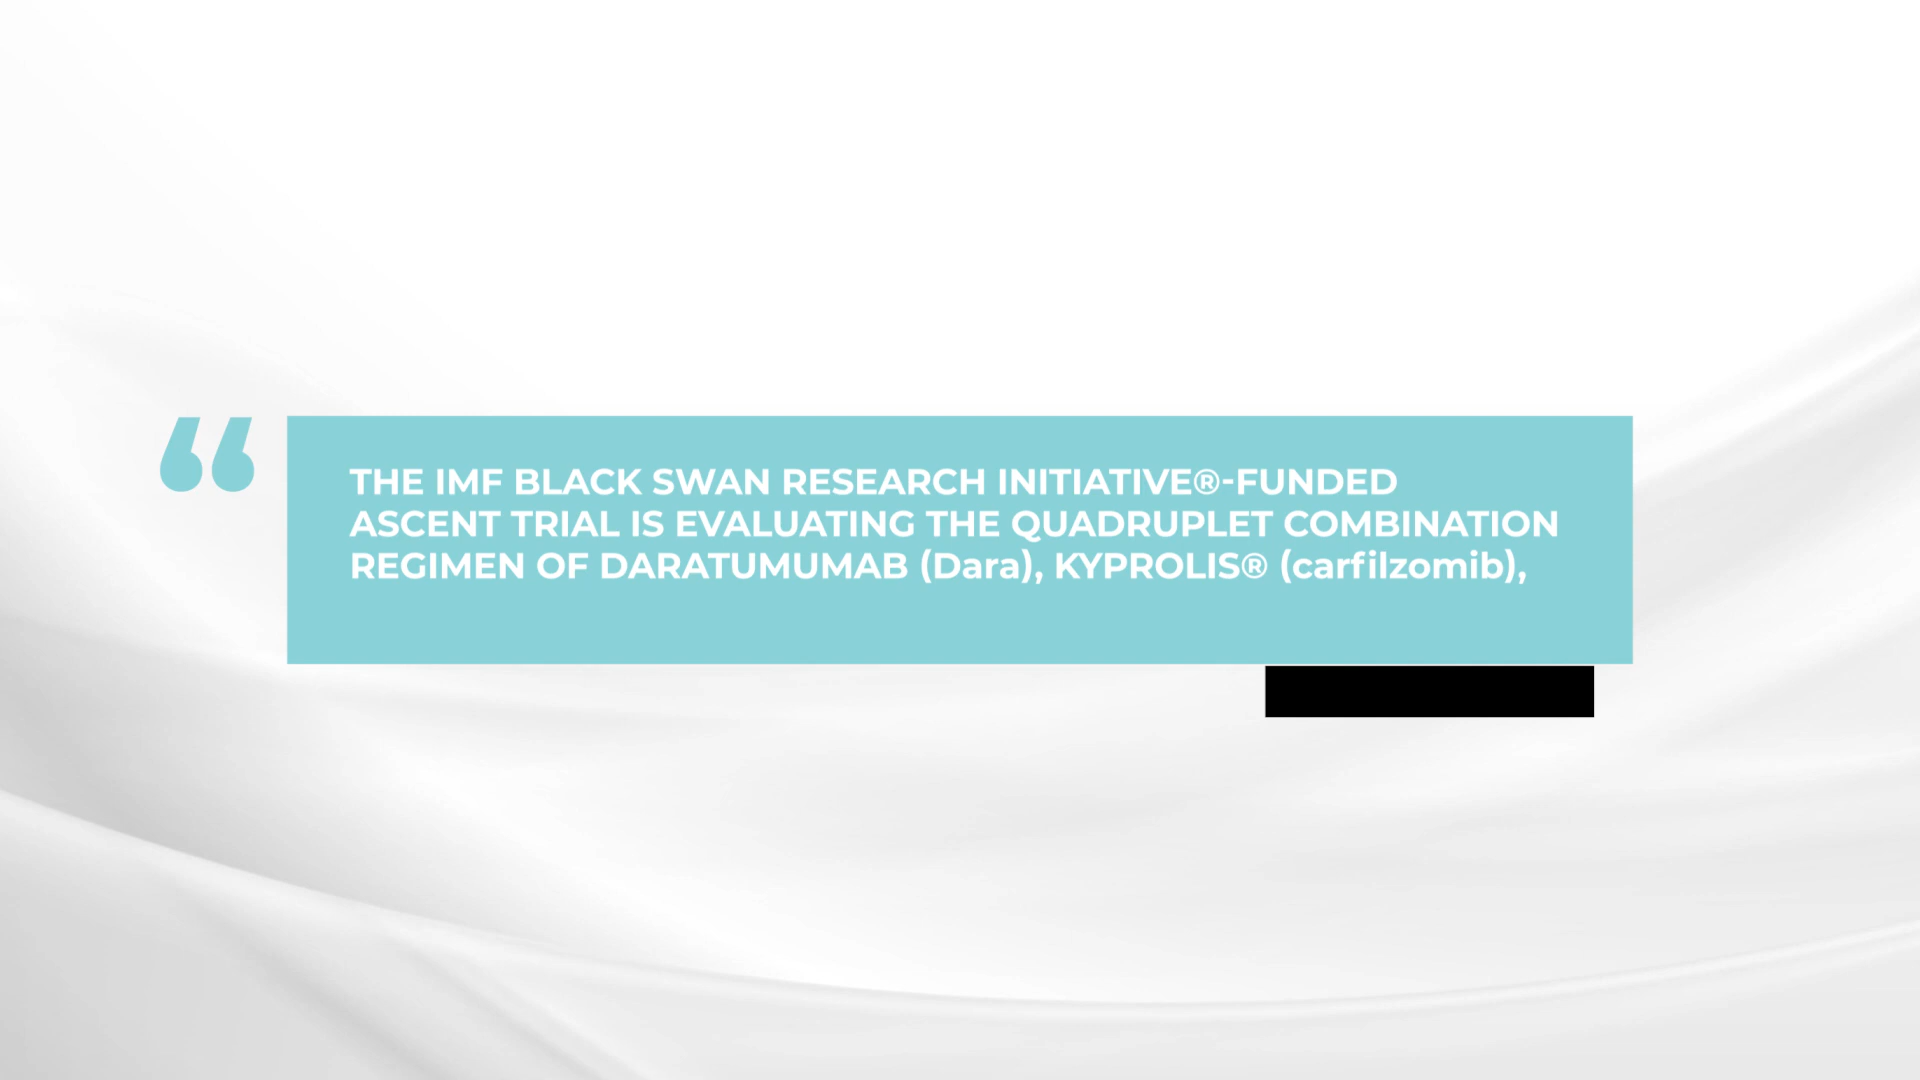 “
THE IMF BLACK SWAN RESEARCH INITIATIVE®-FUNDED
ASCENT TRIAL IS EVALUATING THE QUADRUPLET COMBINATION
REGIMEN OF DARATUMUMAB (Dara), KYPROLIS® (carfilzomib),